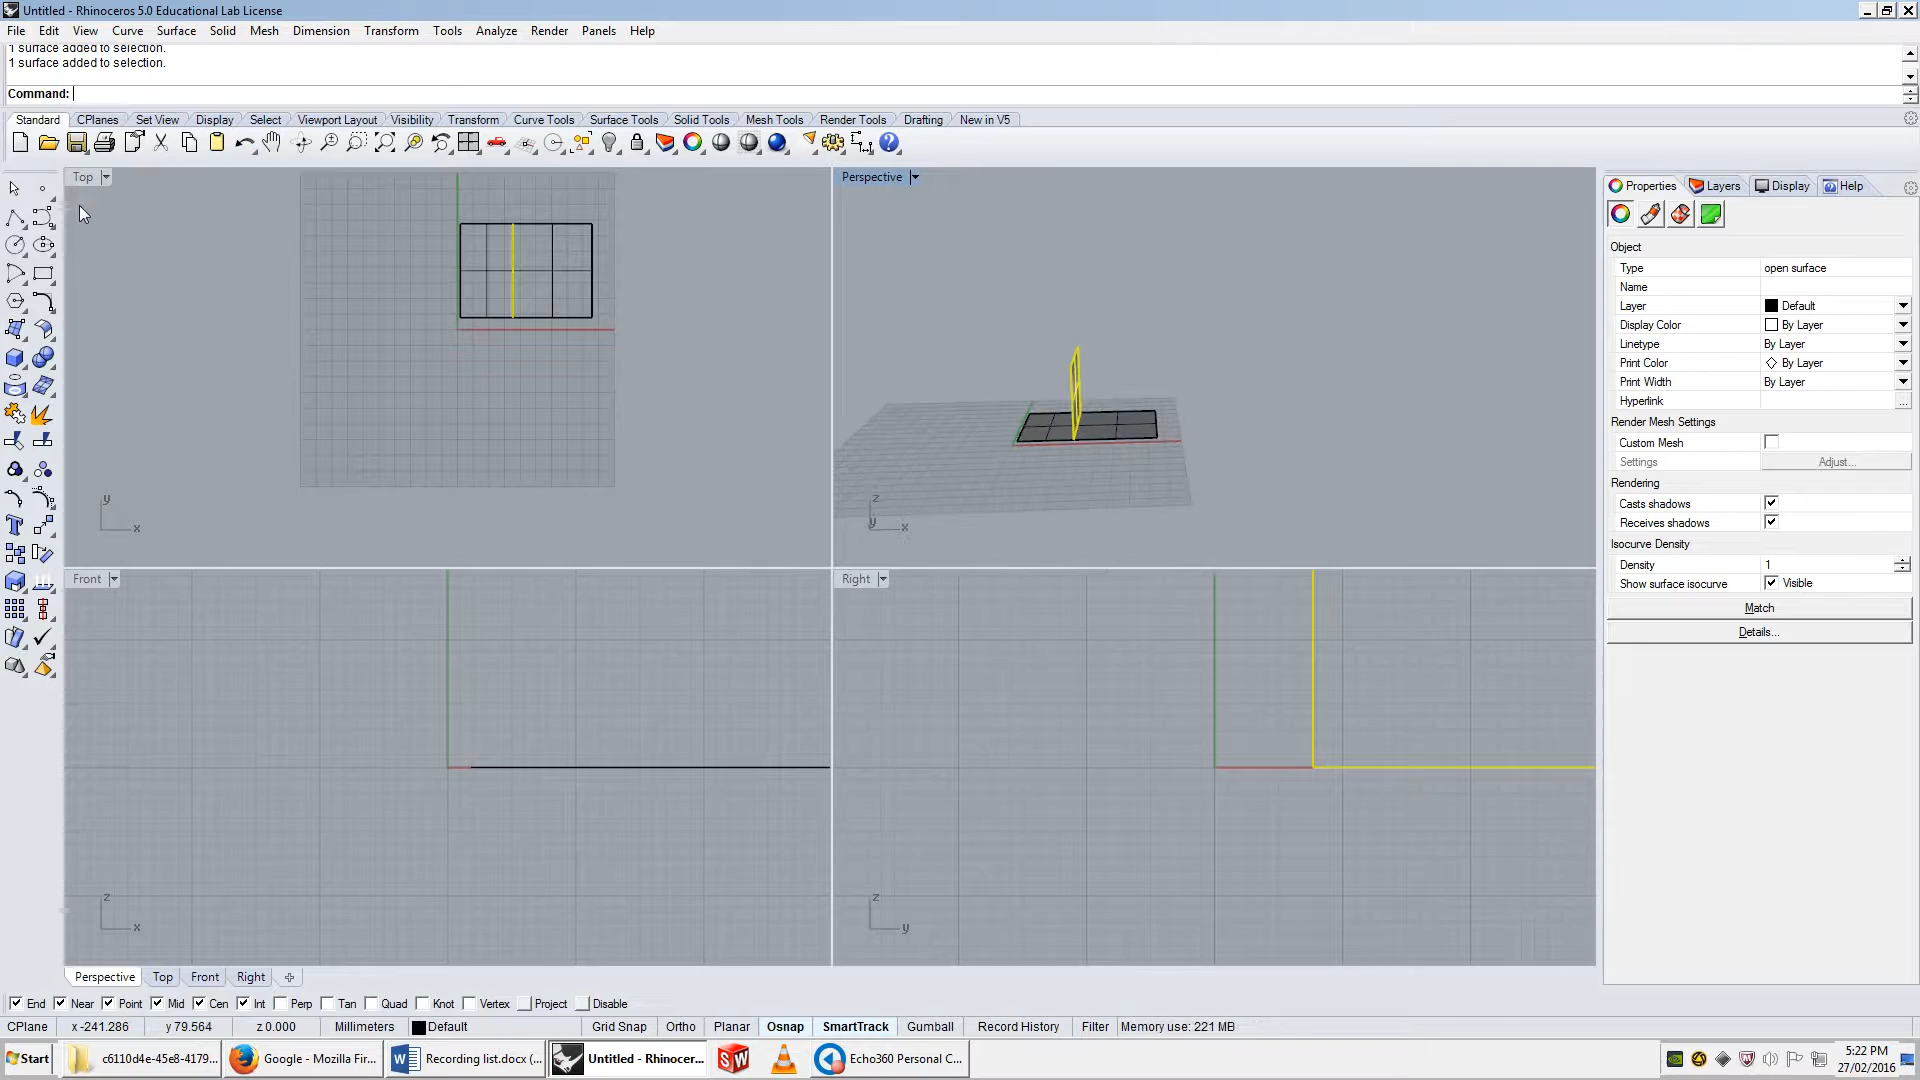 Untitled - Rhinoceros 5.0 Educational Lab License
File Edit View Curve Surface Solid Mesh Dimension Transform Tools Analyze Render Panels Help
1 surface added to selection.
1 surface added to selection.
Command:
Standard CPlanes Set View Display Select Viewport Layout Visibility Transform Curve Tools Surface Tools Solid Tools Mesh Tools Render Tools Drafting New in V5
Top
Perspective
Properties Layers Display Help
Object
Type open surface
Name
Layer Default
Display Color By Layer
Linetype By Layer
Print Color By Layer
Print Width By Layer
Hyperlink ...
Render Mesh Settings
Custom Mesh
Settings Adjust...
Rendering
Casts shadows
Receives shadows
Isocurve Density
Density 1
Show surface isocurve Visible
Match
Details...
y
x
z
y
x
Front
Right
z
x
z
y
Perspective Top Front Right
End Near Point Mid Cen Int Perp Tan Quad Knot Vertex Project Disable
CPlane x -241.286 y 79.564 z 0.000 Millimeters Default Grid Snap Ortho Planar Osnap SmartTrack Gumball Record History Filter Memory use: 221 MB
Start c6110d4e-45e8-4179... Google - Mozilla Fir... Recording list.docx (... Untitled - Rhinocer... Echo360 Personal C...
5:22 PM
27/02/2016